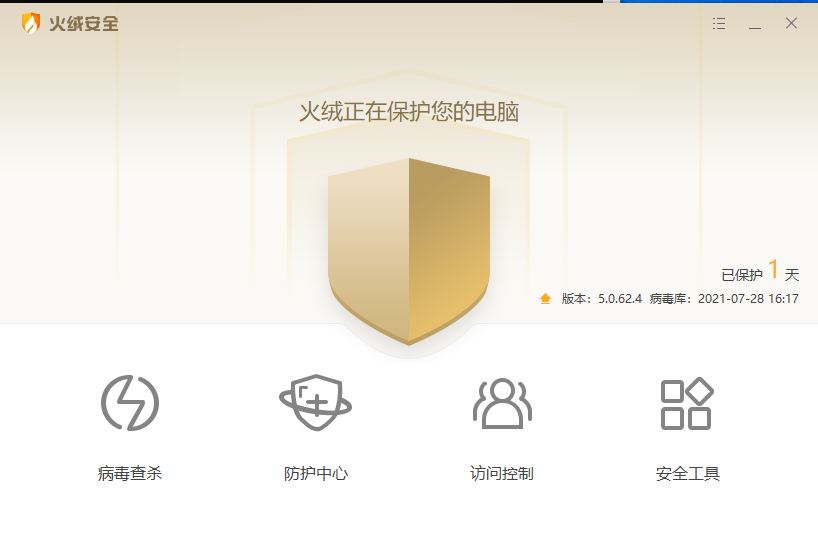 火绒安全
火绒正在保护您的电脑
已保护 1 天
版本：5.0.62.4 病毒库：2021-07-28 16:17
病毒查杀 防护中心 访问控制 安全工具